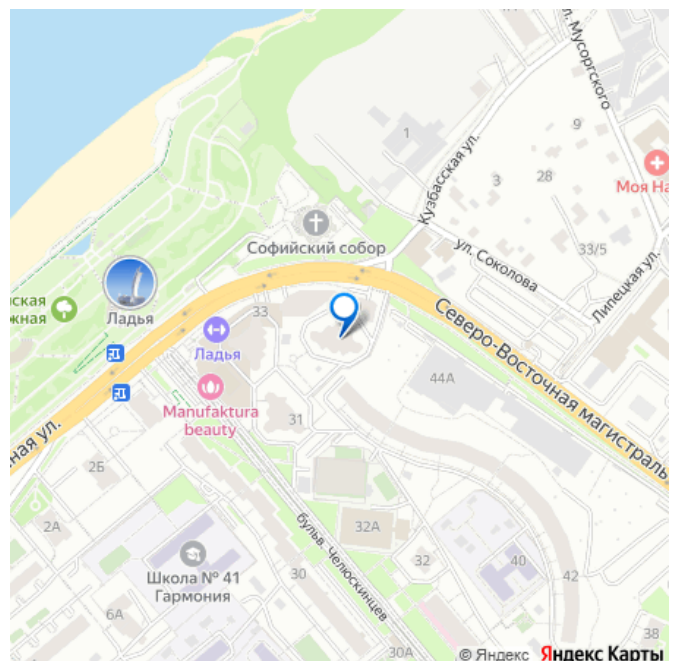 ул. Мусоргского
1
9
Кузбасская ул.
Моя На
3
28
Софийский собор
ул. Соколова
33/5
Липецкая ул.
ская
жная
Ладья
33
Северо-Восточная магистраль
Ладья
44А
Manufaktura
beauty
31
ная ул.
2Б
2А
32А
бульв. Челюскинцев
Школа № 41
Гармония
30
32
40
42
6А
38
30А
© Яндекс Яндекс Карты